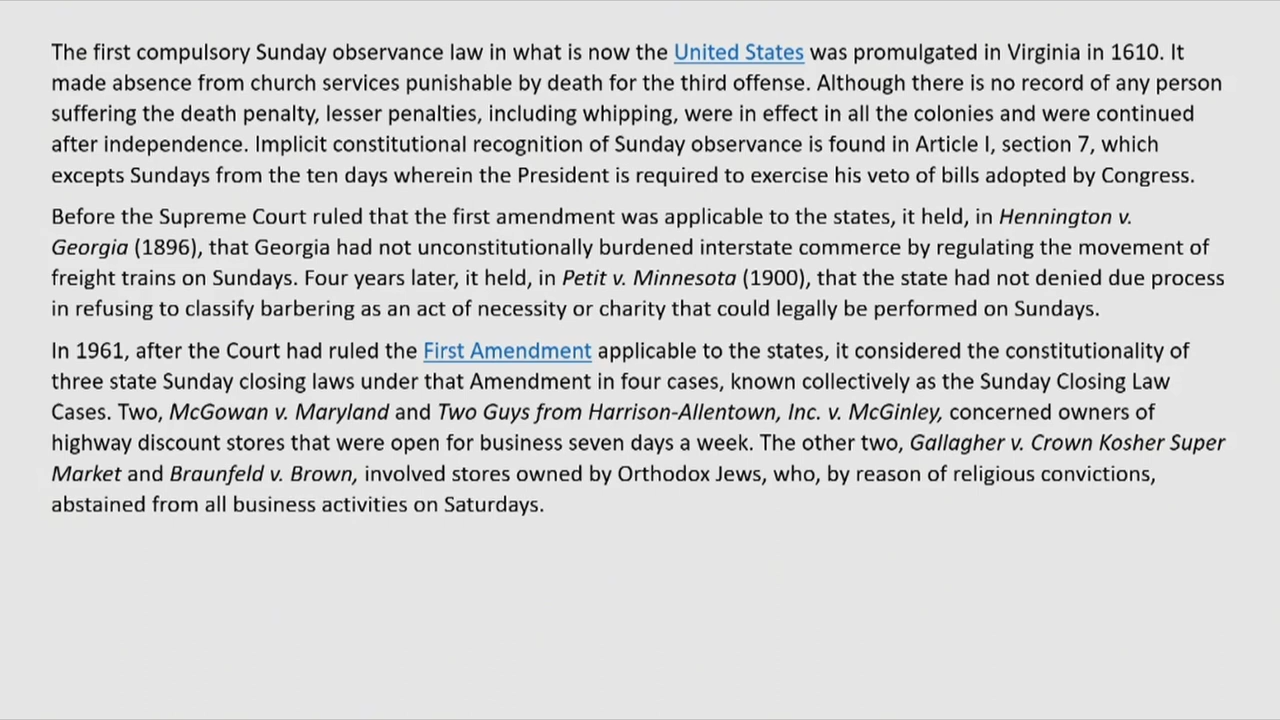 The first compulsory Sunday observance law in what is now the United States was promulgated in Virginia in 1610. It
made absence from church services punishable by death for the third offense. Although there is no record of any person
suffering the death penalty, lesser penalties, including whipping, were in effect in all the colonies and were continued
after independence. Implicit constitutional recognition of Sunday observance is found in Article I, section 7, which
excepts Sundays from the ten days wherein the President is required to exercise his veto of bills adopted by Congress.
Before the Supreme Court ruled that the first amendment was applicable to the states, it held, in Hennington v.
Georgia (1896), that Georgia had not unconstitutionally burdened interstate commerce by regulating the movement of
freight trains on Sundays. Four years later, it held, in Petit v. Minnesota (1900), that the state had not denied due process
in refusing to classify barbering as an act of necessity or charity that could legally be performed on Sundays.
In 1961, after the Court had ruled the First Amendment applicable to the states, it considered the constitutionality of
three state Sunday closing laws under that Amendment in four cases, known collectively as the Sunday Closing Law
Cases. Two, McGowan v. Maryland and Two Guys from Harrison-Allentown, Inc. v. McGinley, concerned owners of
highway discount stores that were open for business seven days a week. The other two, Gallagher v. Crown Kosher Super
Market and Braunfeld v. Brown, involved stores owned by Orthodox Jews, who, by reason of religious convictions,
abstained from all business activities on Saturdays.